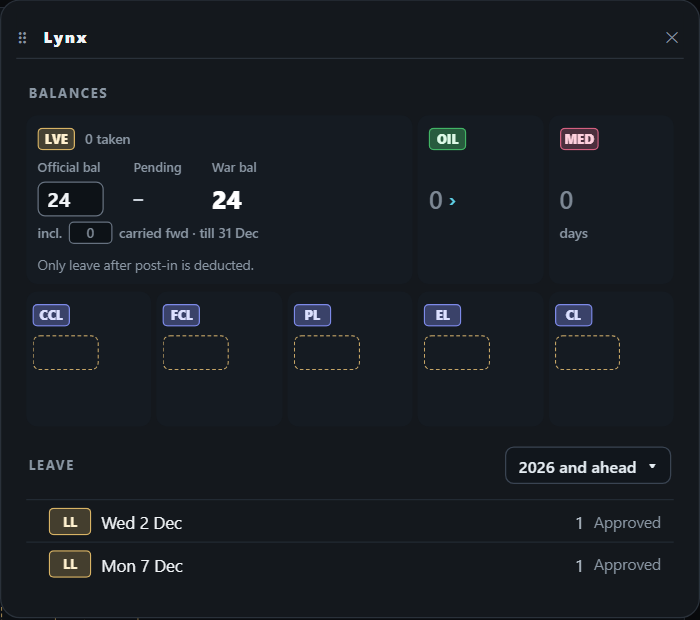 Lynx
BALANCES
LVE 0 taken
Official bal Pending War bal
24 – 24
incl. 0 carried fwd · till 31 Dec
Only leave after post-in is deducted.
OIL
0 ›
MED
0
days
CCL FCL PL EL CL
LEAVE
2026 and ahead
LL Wed 2 Dec 1 Approved
LL Mon 7 Dec 1 Approved